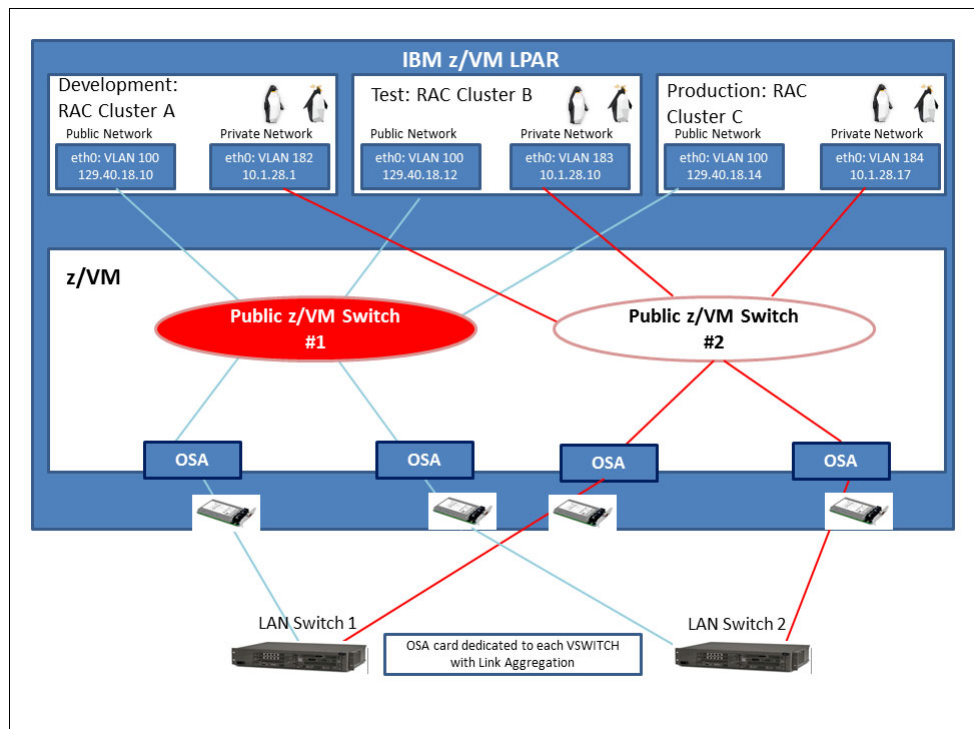 IBM z/VM LPAR
Development:
RAC Cluster A
Public Network
Private Network
eth0: VLAN 100
129.40.18.10
eth0: VLAN 182
10.1.28.1
Test: RAC Cluster B
Public Network
Private Network
eth0: VLAN 100
129.40.18.12
eth0: VLAN 183
10.1.28.10
Production: RAC
Cluster C
Public Network
Private Network
eth0: VLAN 100
129.40.18.14
eth0: VLAN 184
10.1.28.17
z/VM
Public z/VM Switch
#1
Public z/VM Switch
#2
OSA
OSA
OSA
OSA
LAN Switch 1
LAN Switch 2
OSA card dedicated to each VSWITCH
with Link Aggregation